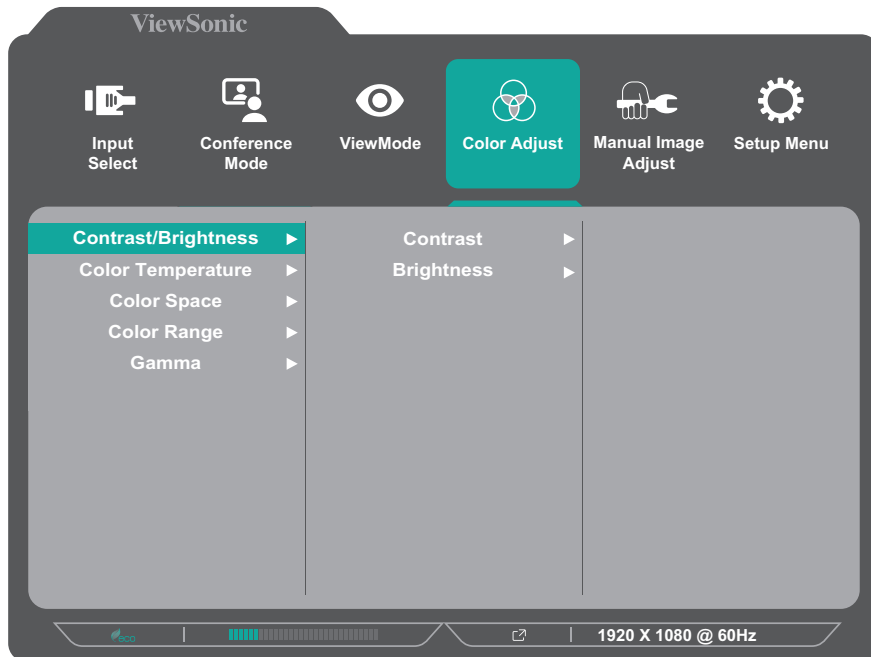 ViewSonic
Input Select
Conference Mode
ViewMode
Color Adjust
Manual Image Adjust
Setup Menu
Contrast/Brightness
Contrast
Color Temperature
Brightness
Color Space
Color Range
Gamma
eco
1920 X 1080 @ 60Hz